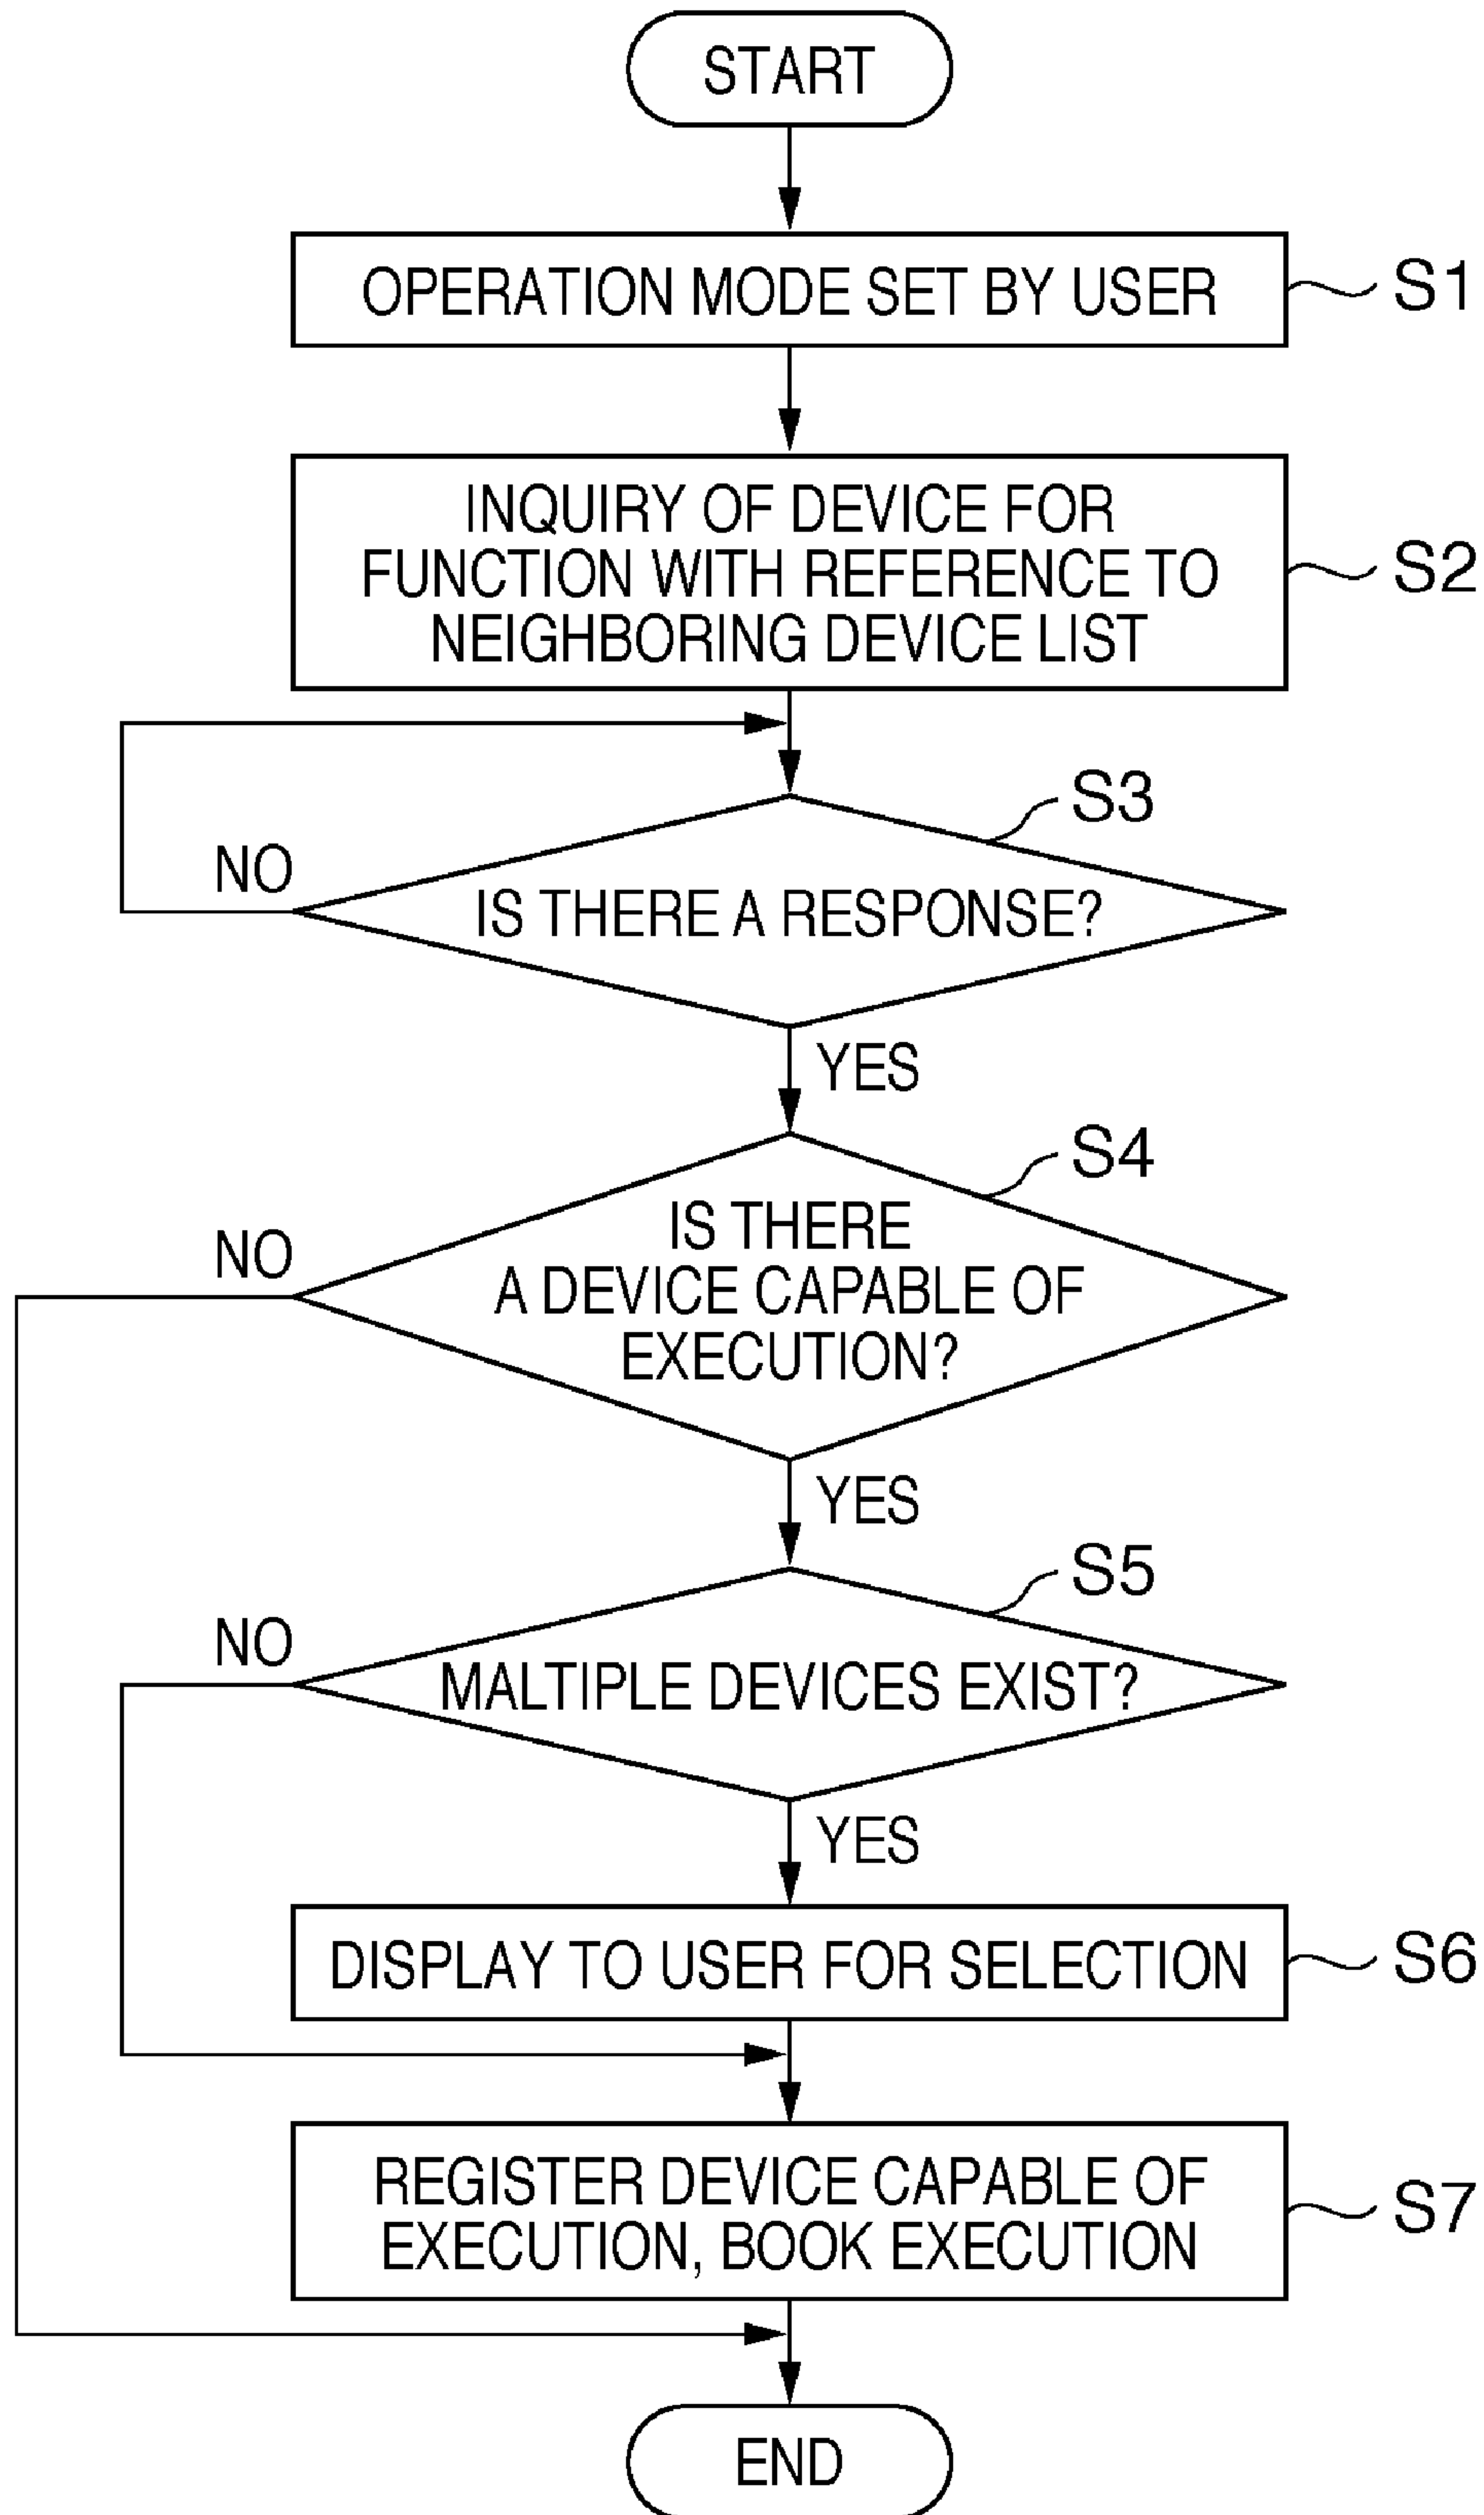 START
OPERATION MODE SET BY USER
S1
INQUIRY OF DEVICE FOR
FUNCTION WITH REFERENCE TO
NEIGHBORING DEVICE LIST
S2
S3
NO
IS THERE A RESPONSE?
YES
S4
NO
IS THERE
A DEVICE CAPABLE OF
EXECUTION?
YES
S5
NO
MALTIPLE DEVICES EXIST?
YES
DISPLAY TO USER FOR SELECTION
S6
REGISTER DEVICE CAPABLE OF
EXECUTION, BOOK EXECUTION
S7
END